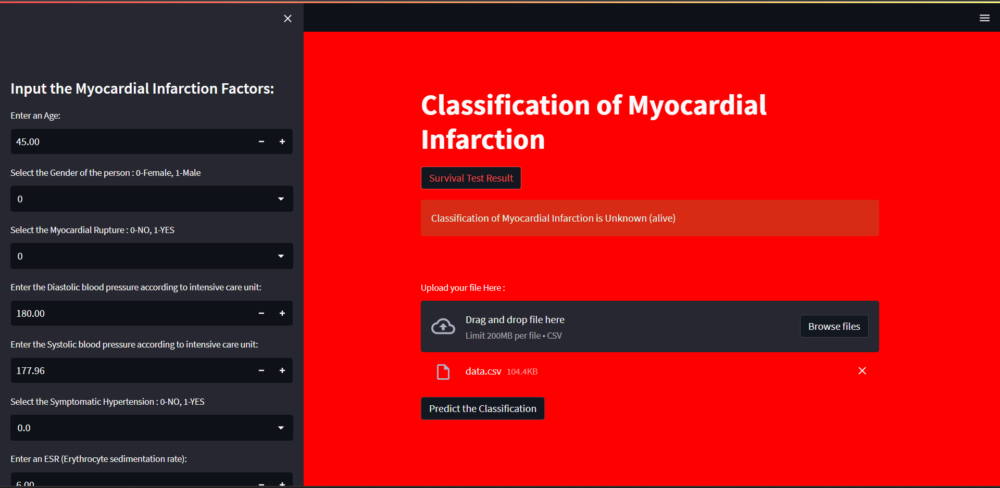 Input the Myocardial Infarction Factors:
Enter an Age:
45.00
Select the Gender of the person : 0-Female, 1-Male
0
Select the Myocardial Rupture : 0-NO, 1-YES
0
Enter the Diastolic blood pressure according to intensive care unit:
180.00
Enter the Systolic blood pressure according to intensive care unit:
177.96
Select the Symptomatic Hypertension : 0-NO, 1-YES
0.0
Enter an ESR (Erythrocyte sedimentation rate):
6.00
Classification of Myocardial
Infarction
Survival Test Result
Classification of Myocardial Infarction is Unknown (alive)
Upload your file Here :
Drag and drop file here
Limit 200MB per file • CSV
Browse files
data.csv 104.4KB
Predict the Classification